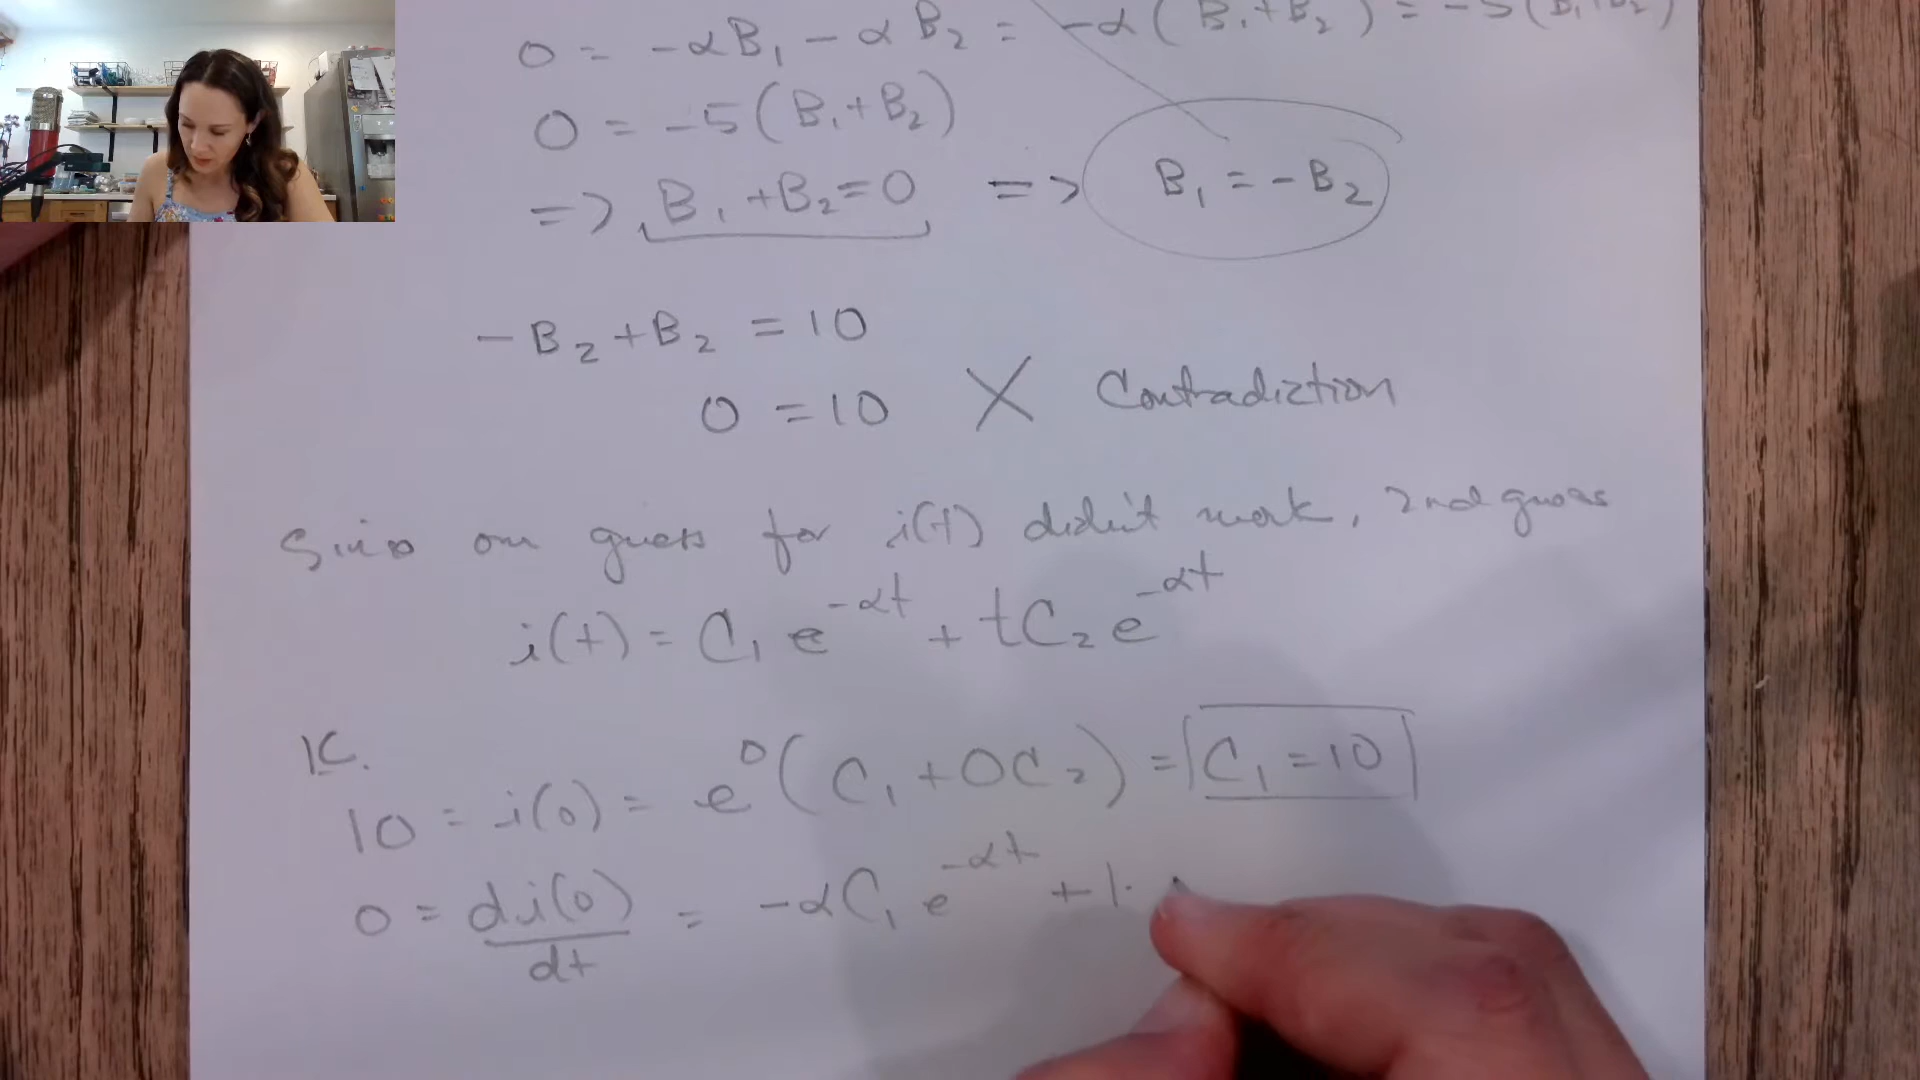 0 = -αB₁ - αB₂ = -α(B₁+B₂) = -5(B₁+B₂)
0 = -5(B₁+B₂)
=> B₁+B₂=0 => B₁ = -B₂
-B₂+B₂ = 10
0 = 10 X Contradiction
Since our guess for i(t) didn't work, 2nd guess
i(t) = C₁e^-αt + tC₂e^-αt
IC.
10 = i(0) = e⁰(C₁+0C₂) = C₁=10
0 = di(0)/dt = -αC₁e^-αt + 1·